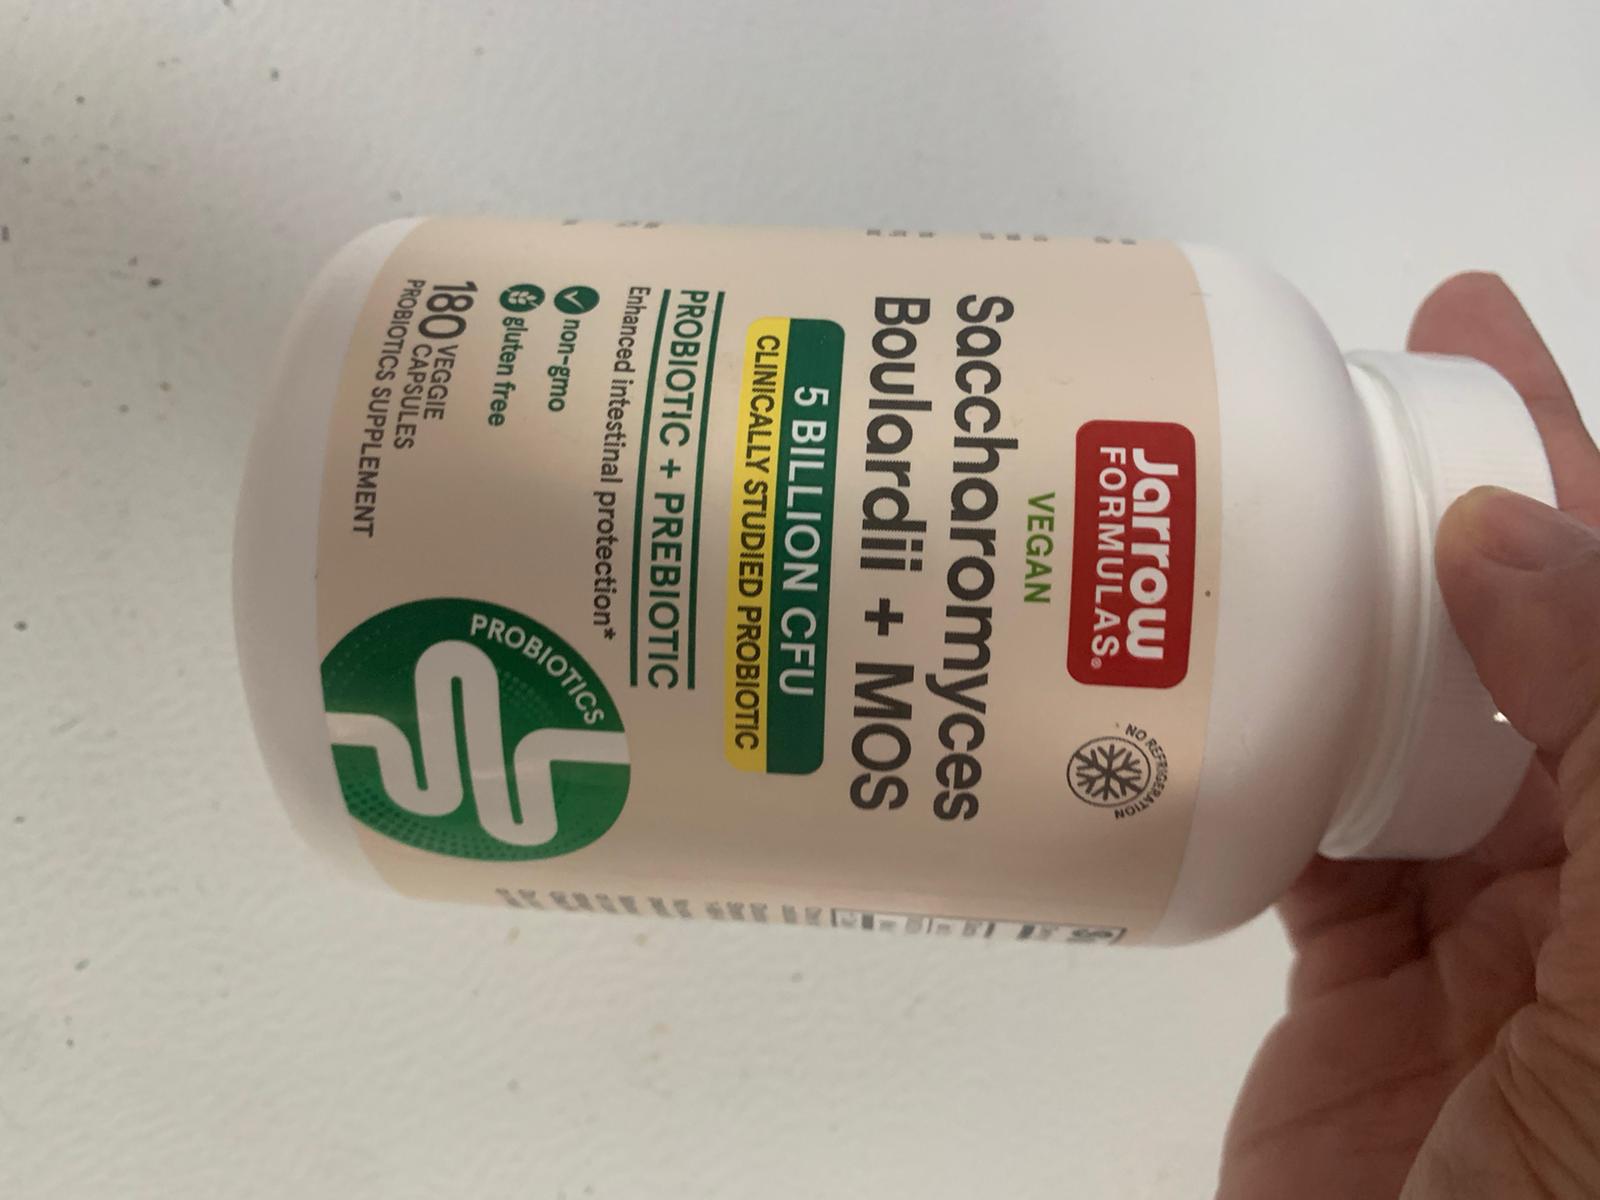 Jarrow
FORMULAS®
NO REFRIGERATION
VEGAN
Saccharomyces
Boulardii + MOS
5 BILLION CFU
CLINICALLY STUDIED PROBIOTIC
PROBIOTIC + PREBIOTIC
Enhanced intestinal protection*
non-gmo
gluten free
180 VEGGIE
CAPSULES
PROBIOTICS SUPPLEMENT
PROBIOTICS